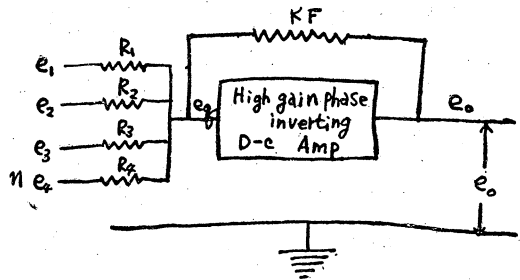 KF
R1
e1
R2
e2
R3
e3
R4
n e4
eg
High gain phase
inverting
D-c Amp
e0
e0